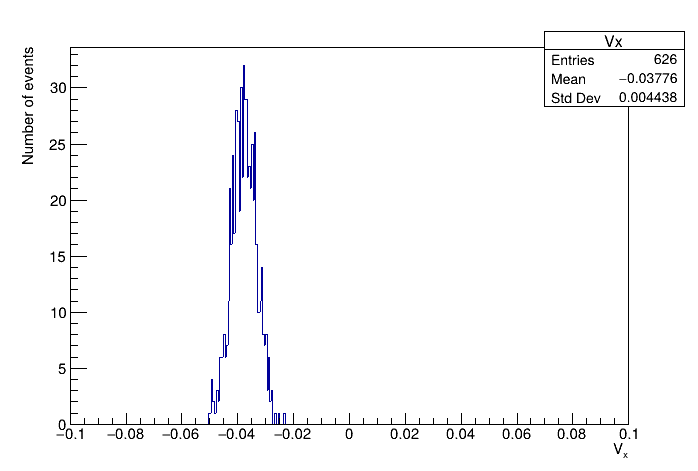 Vx
Entries 626
Mean −0.03776
Std Dev 0.004438
Number of events
30
25
20
15
10
5
0
−0.1 −0.08 −0.06 −0.04 −0.02 0 0.02 0.04 0.06 0.08 0.1
Vx